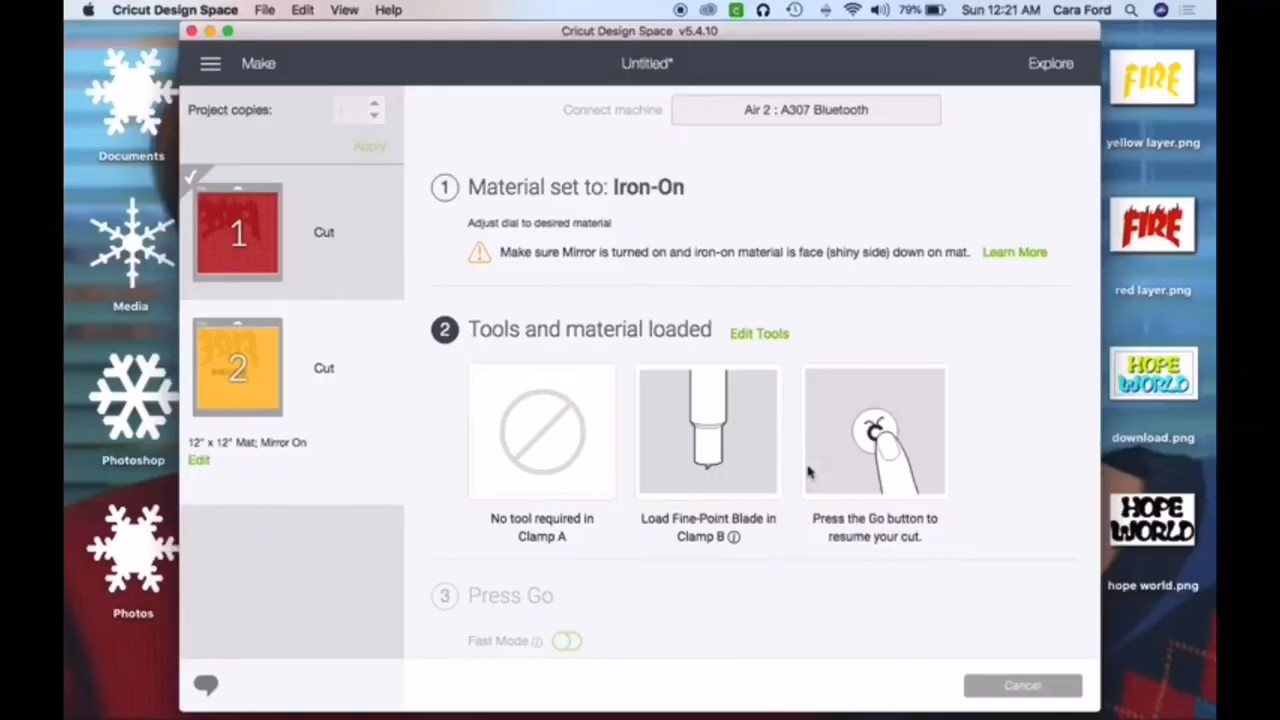 Cricut Design Space File Edit View Help 79% Sun 12:21 AM Cara Ford
Cricut Design Space v5.4.10
Make Untitled* Explore
Project copies:
Apply
Connect machine Air 2 : A307 Bluetooth
1 Cut
2 Cut
12" x 12" Mat; Mirror On
Edit
1 Material set to: Iron-On
Adjust dial to desired material
Make sure Mirror is turned on and iron-on material is face (shiny side) down on mat. Learn More
2 Tools and material loaded Edit Tools
No tool required in
Clamp A
Load Fine-Point Blade in
Clamp B
Press the Go button to
resume your cut.
3 Press Go
Fast Mode
Cancel
Documents
Media
Photoshop
Photos
FIRE
yellow layer.png
FIRE
red layer.png
HOPE
WORLD
download.png
HOPE
WORLD
hope world.png